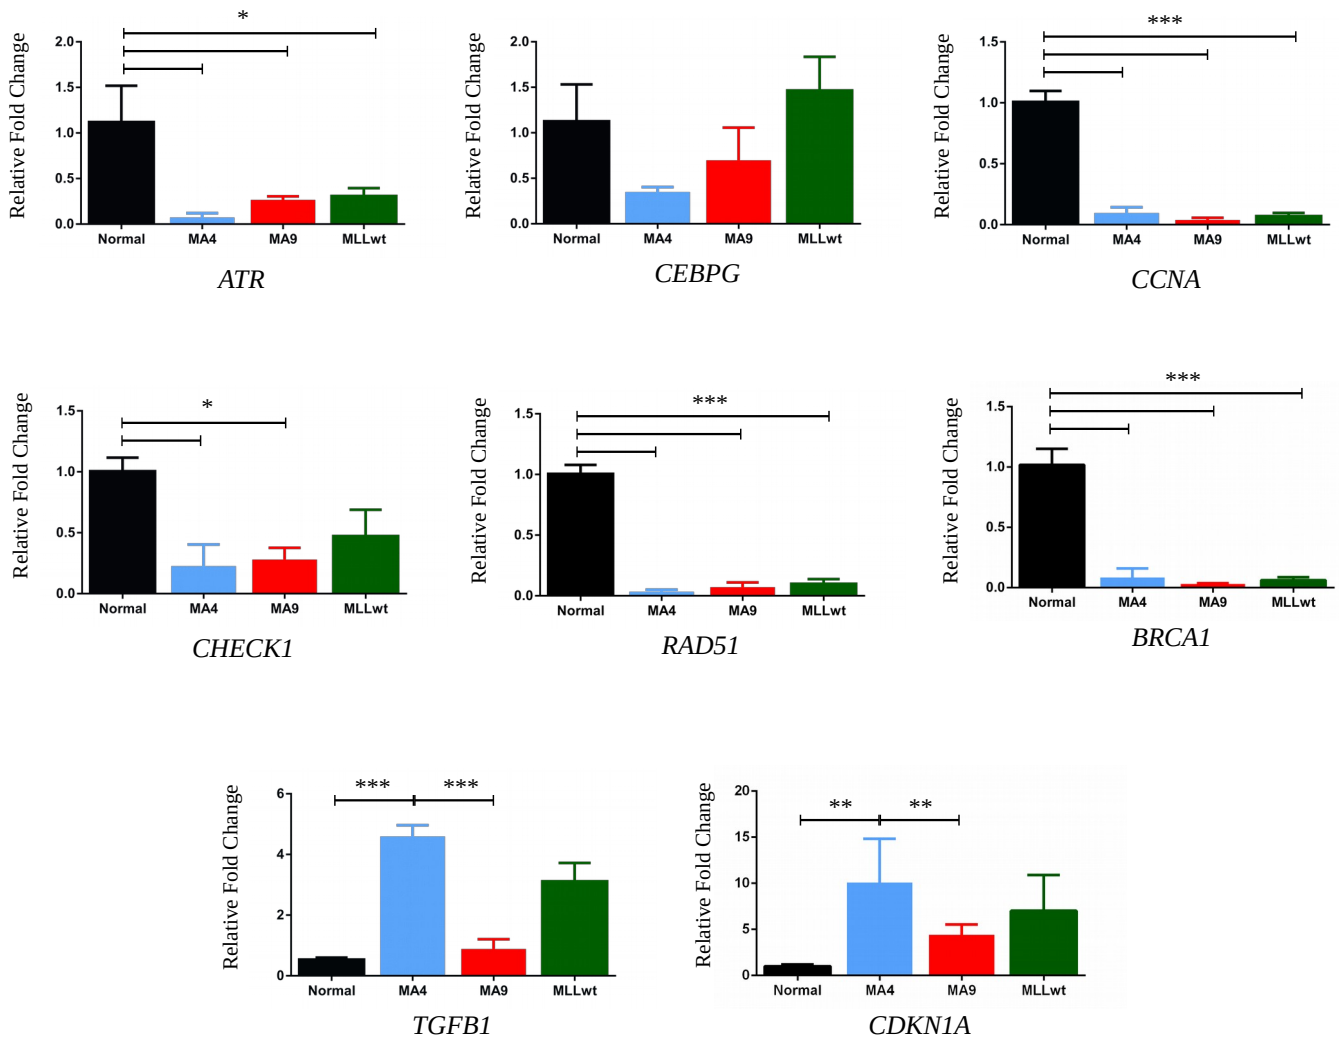 *
Relative Fold Change
2.0
1.5
1.0
0.5
0.0
Normal MA4 MA9 MLLwt
ATR
Relative Fold Change
2.0
1.5
1.0
0.5
0.0
Normal MA4 MA9 MLLwt
CEBPG
***
Relative Fold Change
1.5
1.0
0.5
0.0
Normal MA4 MA9 MLLwt
CCNA
*
Relative Fold Change
1.5
1.0
0.5
0.0
Normal MA4 MA9 MLLwt
CHECK1
***
Relative Fold Change
1.5
1.0
0.5
0.0
Normal MA4 MA9 MLLwt
RAD51
***
Relative Fold Change
1.5
1.0
0.5
0.0
Normal MA4 MA9 MLLwt
BRCA1
*** ***
Relative Fold Change
6
4
2
0
Normal MA4 MA9 MLLwt
TGFB1
** **
Relative Fold Change
20
15
10
5
0
Normal MA4 MA9 MLLwt
CDKN1A